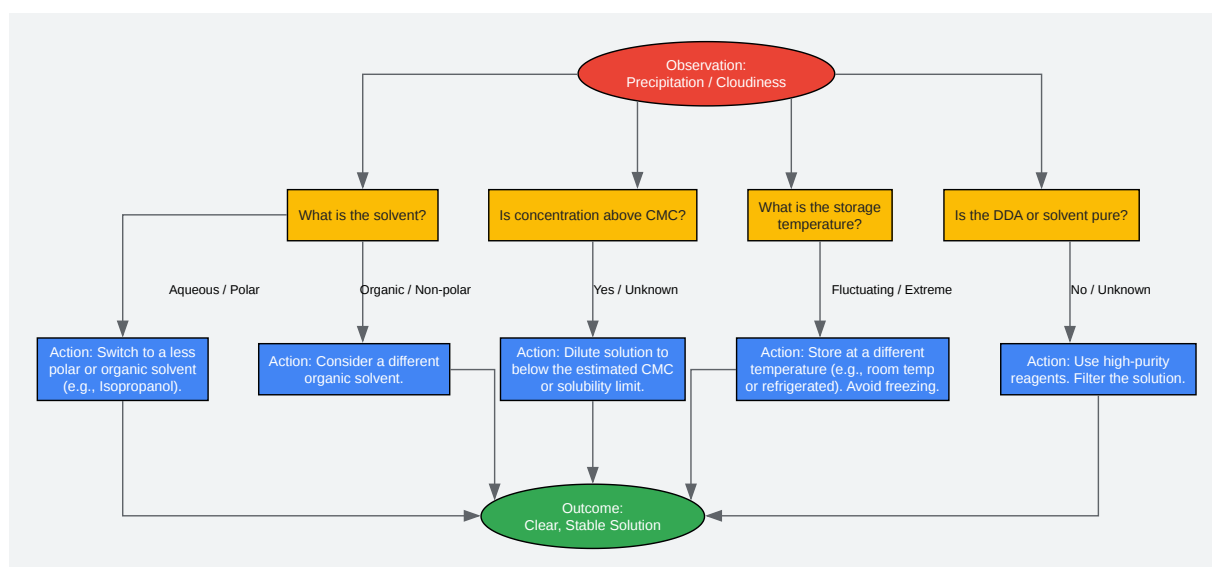 Observation:
Precipitation / Cloudiness
What is the solvent?
Is concentration above CMC?
What is the storage
temperature?
Is the DDA or solvent pure?
Aqueous / Polar
Organic / Non-polar
Yes / Unknown
Fluctuating / Extreme
No / Unknown
Action: Switch to a less
polar or organic solvent
(e.g., Isopropanol).
Action: Consider a different
organic solvent.
Action: Dilute solution to
below the estimated CMC
or solubility limit.
Action: Store at a different
temperature (e.g., room temp
or refrigerated). Avoid freezing.
Action: Use high-purity
reagents. Filter the solution.
Outcome:
Clear, Stable Solution